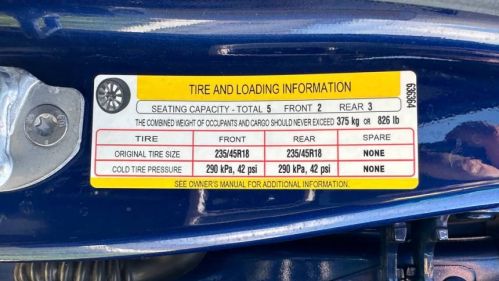 TIRE AND LOADING INFORMATION
SEATING CAPACITY - TOTAL 5 FRONT 2 REAR 3
THE COMBINED WEIGHT OF OCCUPANTS AND CARGO SHOULD NEVER EXCEED 375 kg OR 826 lb
TIRE FRONT REAR SPARE
ORIGINAL TIRE SIZE 235/45R18 235/45R18 NONE
COLD TIRE PRESSURE 290 kPa, 42 psi 290 kPa, 42 psi NONE
SEE OWNER'S MANUAL FOR ADDITIONAL INFORMATION.